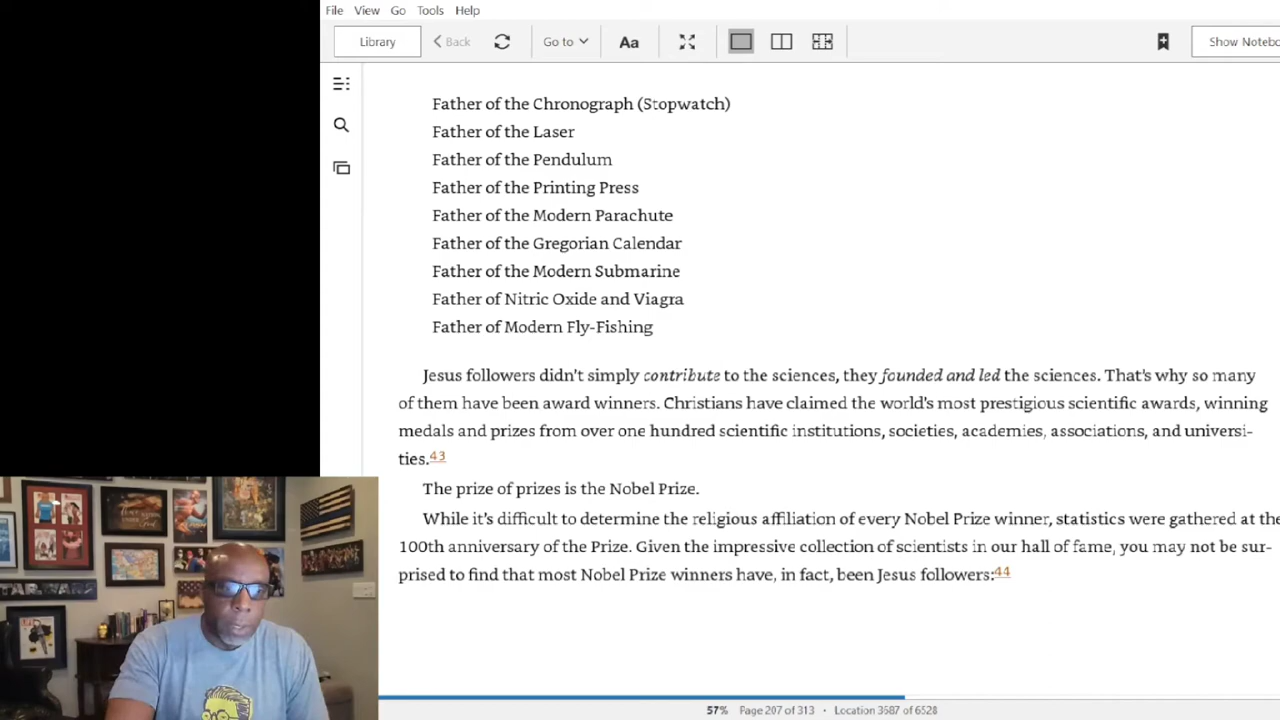 File View Go Tools Help
Library Back Go to Aa Show Notebo
Father of the Chronograph (Stopwatch)
Father of the Laser
Father of the Pendulum
Father of the Printing Press
Father of the Modern Parachute
Father of the Gregorian Calendar
Father of the Modern Submarine
Father of Nitric Oxide and Viagra
Father of Modern Fly-Fishing
Jesus followers didn't simply contribute to the sciences, they founded and led the sciences. That's why so many
of them have been award winners. Christians have claimed the world's most prestigious scientific awards, winning
medals and prizes from over one hundred scientific institutions, societies, academies, associations, and universi-
ties.43
The prize of prizes is the Nobel Prize.
While it's difficult to determine the religious affiliation of every Nobel Prize winner, statistics were gathered at the
100th anniversary of the Prize. Given the impressive collection of scientists in our hall of fame, you may not be sur-
prised to find that most Nobel Prize winners have, in fact, been Jesus followers:44
57% Page 207 of 313 • Location 3687 of 6528